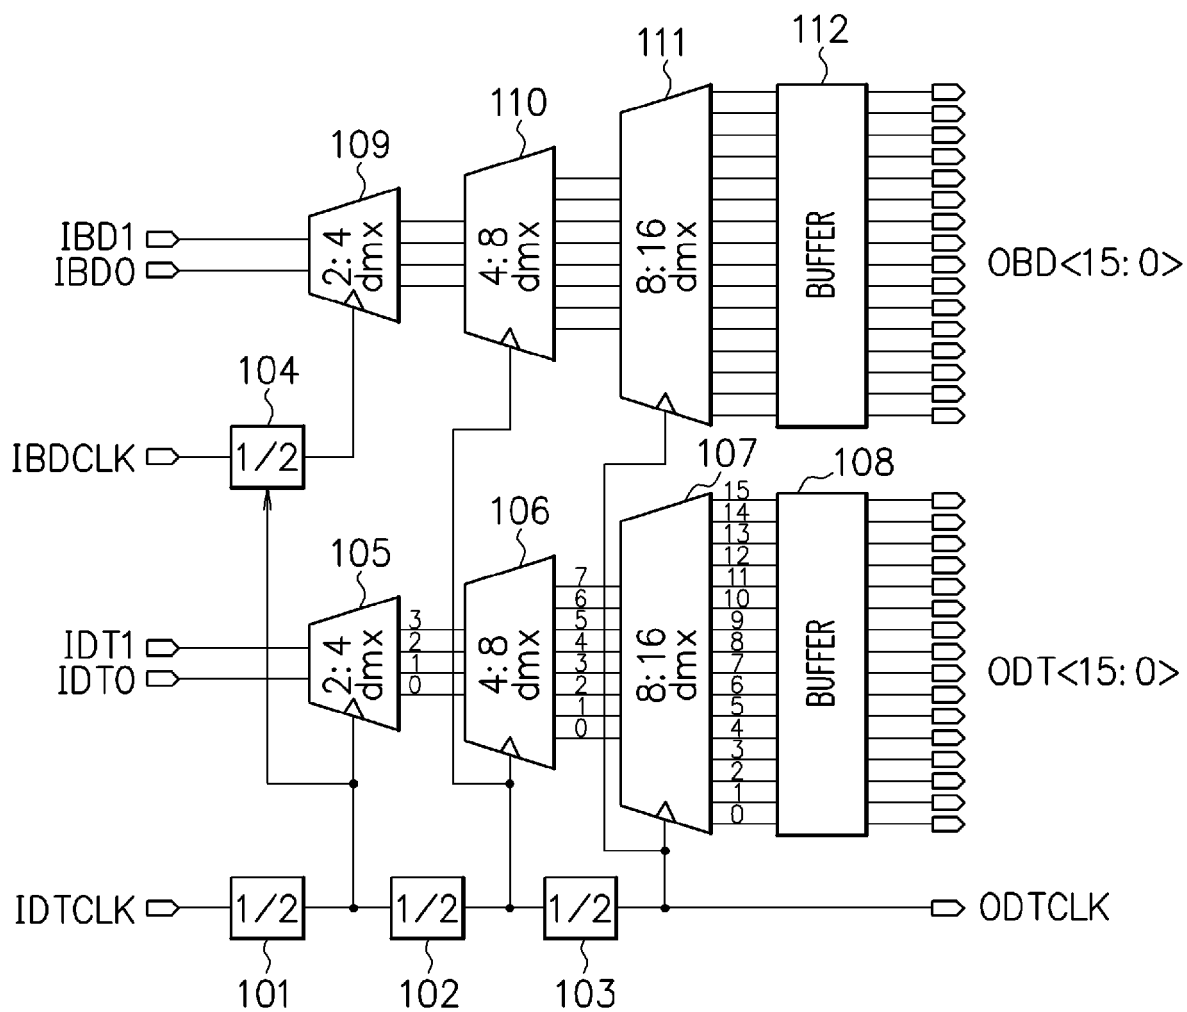 112
111
110
109
IBD1
IBD0
2:4
dmx
4:8
dmx
8:16
dmx
BUFFER
OBD<15:0>
104
IBDCLK
1/2
107
108
106
105
15
14
13
12
11
10
9
8
7
6
5
4
3
2
1
0
7
6
5
4
3
2
1
0
3
2
1
0
IDT1
IDT0
2:4
dmx
4:8
dmx
8:16
dmx
BUFFER
ODT<15:0>
IDTCLK
1/2
1/2
1/2
ODTCLK
101
102
103